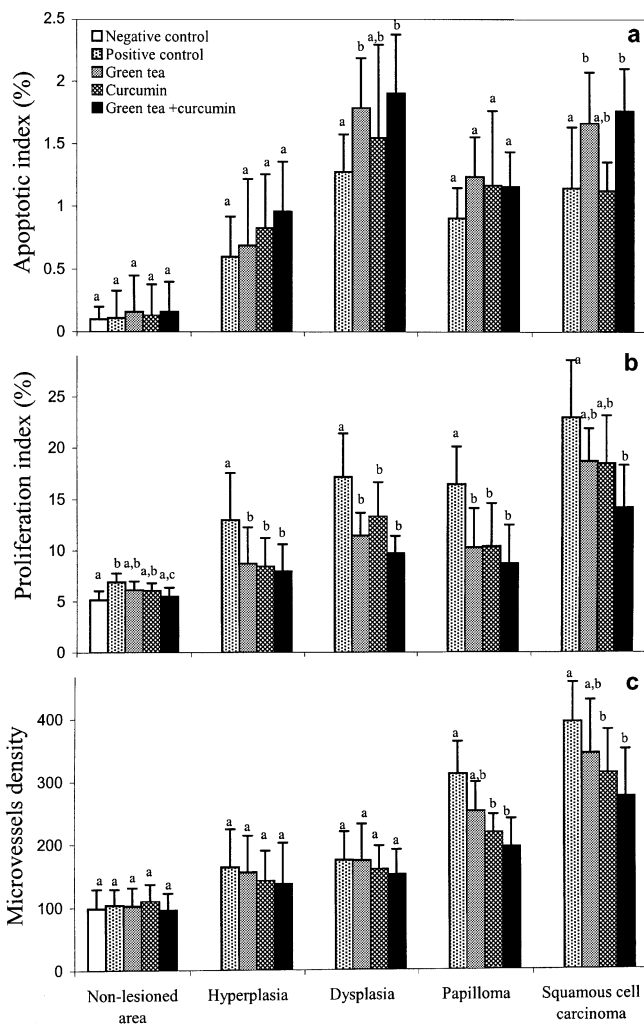 2.5
a
Negative control
Positive control
Green tea
Curcumin
Green tea +curcumin
b a,b b
2
b b
a,b
1.5
a a a
a a a a
1
a a a a
0.5
a a a a a
0
Apoptotic index (%)
b
25
a
20
a,b a,b
b
15
a a a
b b b
10
b b b b b b
5
a b a,b a,b a,c
0
Proliferation index (%)
c
400
a a,b b b
300
a a,b b b
200
a a a a
a a a a
100
a a a a a
0
Microvessels density
Non-lesioned area
Hyperplasia
Dysplasia
Papilloma
Squamous cell carcinoma